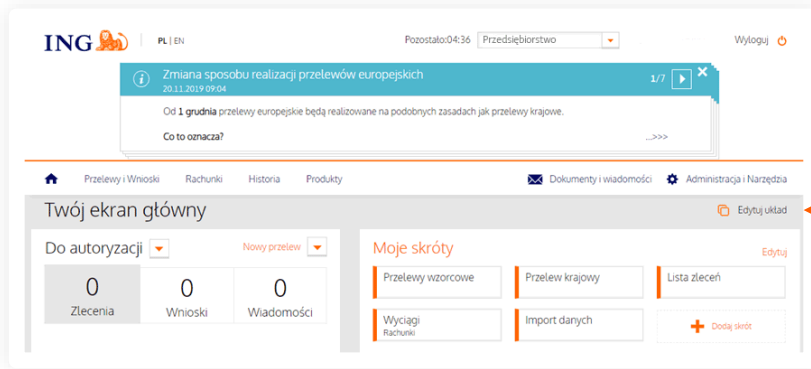 ING
PL | EN
Pozostało:04:36 Przedsiębiorstwo
Wyloguj
Zmiana sposobu realizacji przelewów europejskich
20.11.2019 09:04
1/7
Od 1 grudnia przelewy europejskie będą realizowane na podobnych zasadach jak przelewy krajowe.
Co to oznacza?
...>>>
Przelewy i Wnioski Rachunki Historia Produkty
Dokumenty i wiadomości Administracja i Narzędzia
Twój ekran główny
Edytuj układ
Do autoryzacji
Nowy przelew
0 0 0
Zlecenia Wnioski Wiadomości
Moje skróty
Edytuj
Przelewy wzorcowe Przelew krajowy Lista zleceń
Wyciągi
Rachunki
Import danych
Dodaj skrót